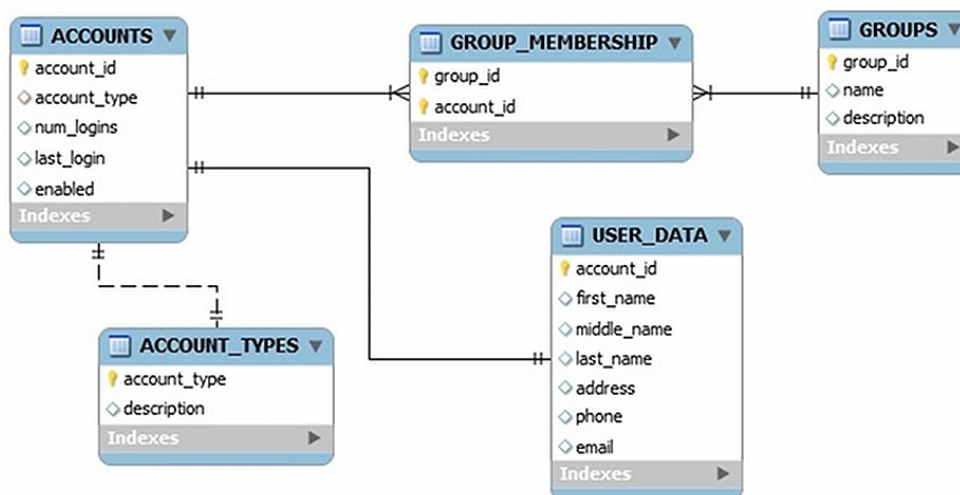 ACCOUNTS
account_id
account_type
num_logins
last_login
enabled
Indexes
GROUP_MEMBERSHIP
group_id
account_id
Indexes
GROUPS
group_id
name
description
Indexes
USER_DATA
account_id
first_name
middle_name
last_name
address
phone
email
Indexes
ACCOUNT_TYPES
account_type
description
Indexes